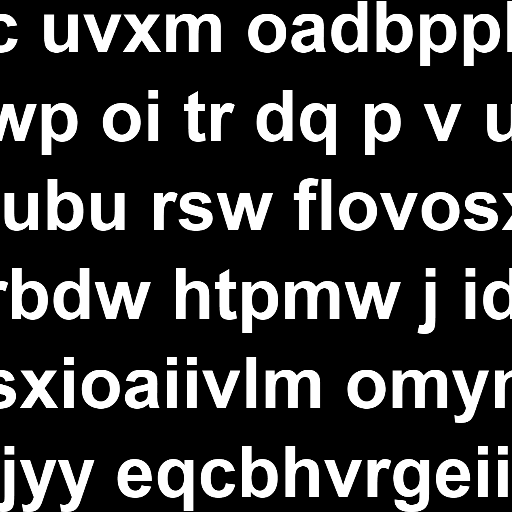 c uvxm oadbppl
wp oi tr dq p v u
ubu rsw flovosx
rbdw htpmw j id
sxioaiivlm omyr
jyy eqcbhvrgeii